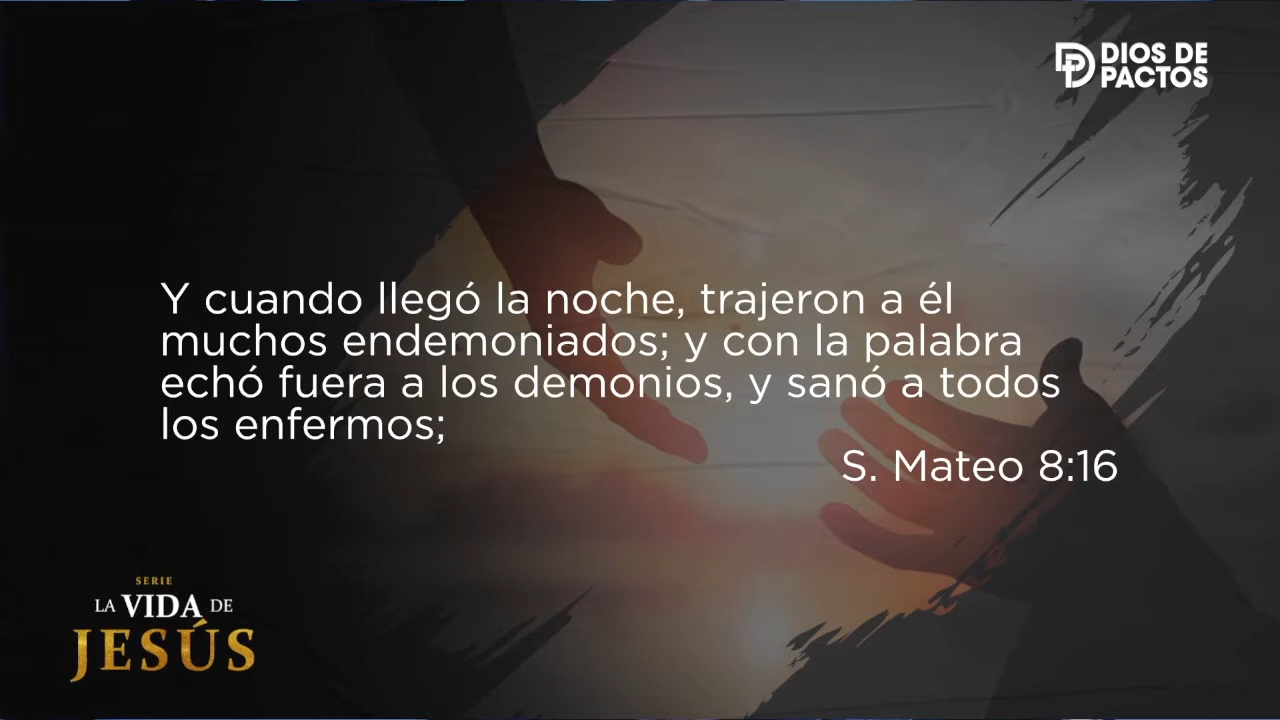 DIOS DE
PACTOS
Y cuando llegó la noche, trajeron a él
muchos endemoniados; y con la palabra
echó fuera a los demonios, y sanó a todos
los enfermos;
S. Mateo 8:16
SERIE
LA VIDA DE
JESÚS